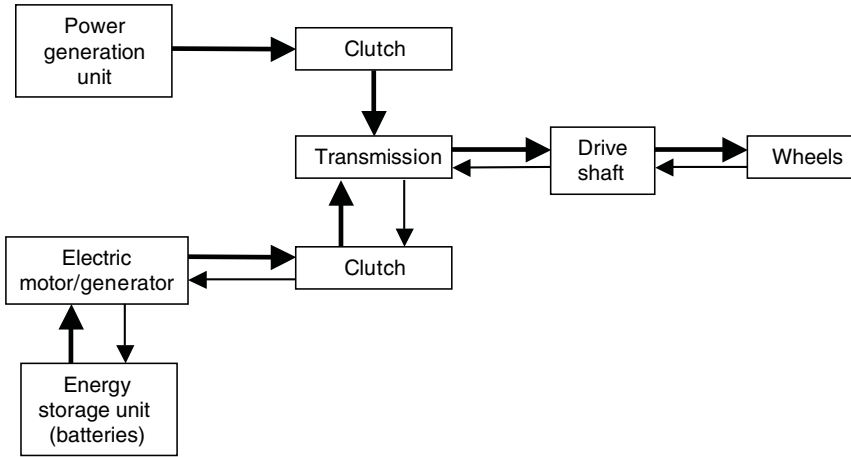 Power
generation
unit
Clutch
Transmission
Drive
shaft
Wheels
Electric
motor/generator
Clutch
Energy
storage unit
(batteries)